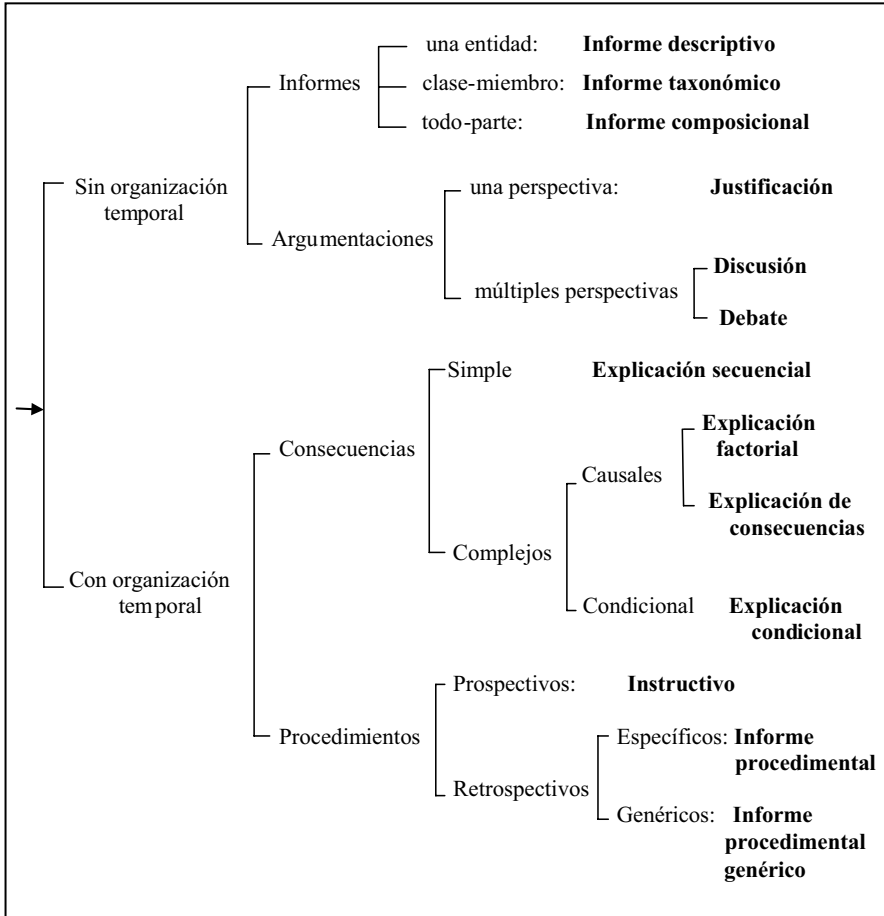 una entidad: Informe descriptivo
Informes clase-miembro: Informe taxonómico
todo-parte: Informe composicional
Sin organización
temporal
una perspectiva: Justificación
Argumentaciones
múltiples perspectivas
Discusión
Debate
Simple Explicación secuencial
Consecuencias
Causales
Explicación
factorial
Explicación de
consecuencias
Complejos
Condicional Explicación
condicional
Con organización
temporal
Prospectivos: Instructivo
Procedimientos
Específicos: Informe
procedimental
Retrospectivos
Genéricos: Informe
procedimental
genérico